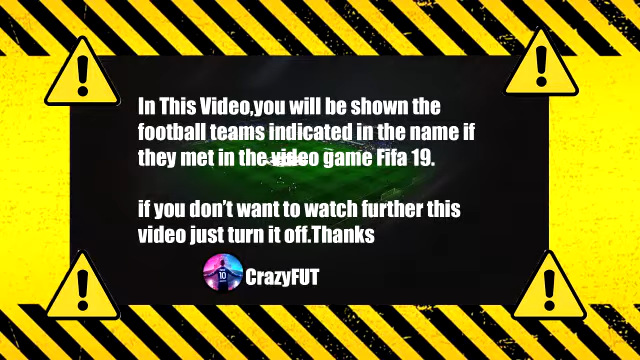 In This Video,you will be shown the
football teams indicated in the name if
they met in the video game Fifa 19.
if you don't want to watch further this
video just turn it off.Thanks
10
CrazyFUT